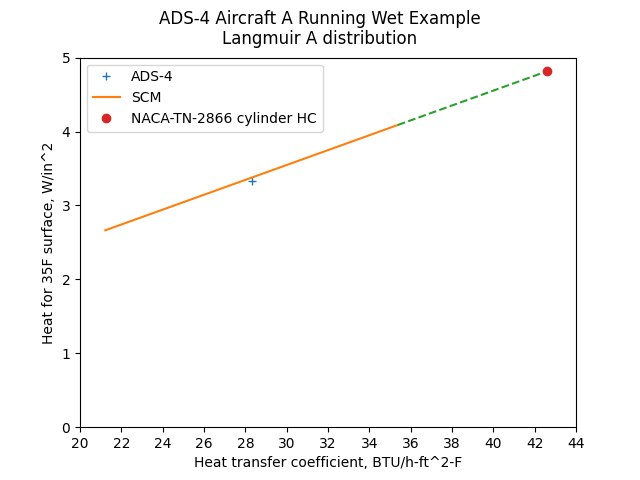 ADS-4 Aircraft A Running Wet Example
Langmuir A distribution
ADS-4
SCM
NACA-TN-2866 cylinder HC
Heat for 35F surface, W/in^2
5
4
3
2
1
0
20 22 24 26 28 30 32 34 36 38 40 42 44
Heat transfer coefficient, BTU/h-ft^2-F